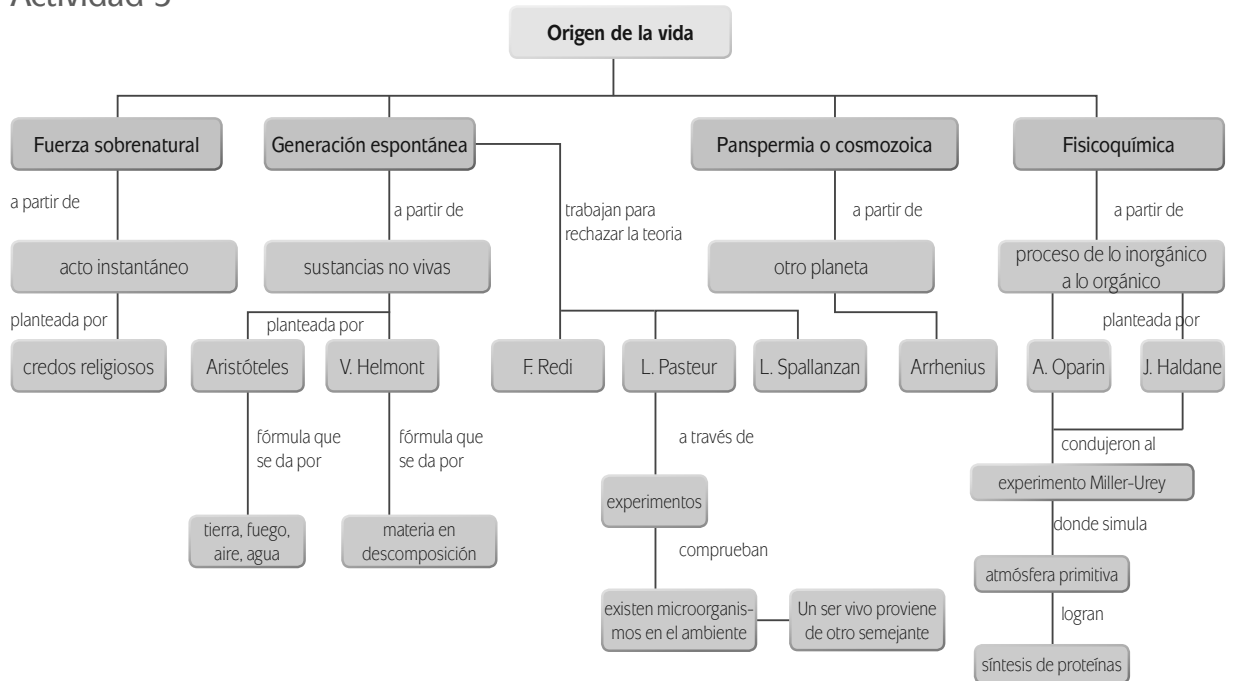 Actividad 3
Origen de la vida
Fuerza sobrenatural
Generación espontánea
Panspermia o cosmozoica
Fisicoquímica
a partir de
a partir de
trabajan para
rechazar la teoria
a partir de
a partir de
acto instantáneo
sustancias no vivas
otro planeta
proceso de lo inorgánico
a lo orgánico
planteada por
planteada por
planteada por
credos religiosos
Aristóteles
V. Helmont
F. Redi
L. Pasteur
L. Spallanzan
Arrhenius
A. Oparin
J. Haldane
fórmula que
se da por
fórmula que
se da por
a través de
condujeron al
experimentos
experimento Miller-Urey
tierra, fuego,
aire, agua
materia en
descomposición
donde simula
comprueban
atmósfera primitiva
existen microorganis-
mos en el ambiente
Un ser vivo proviene
de otro semejante
logran
síntesis de proteínas